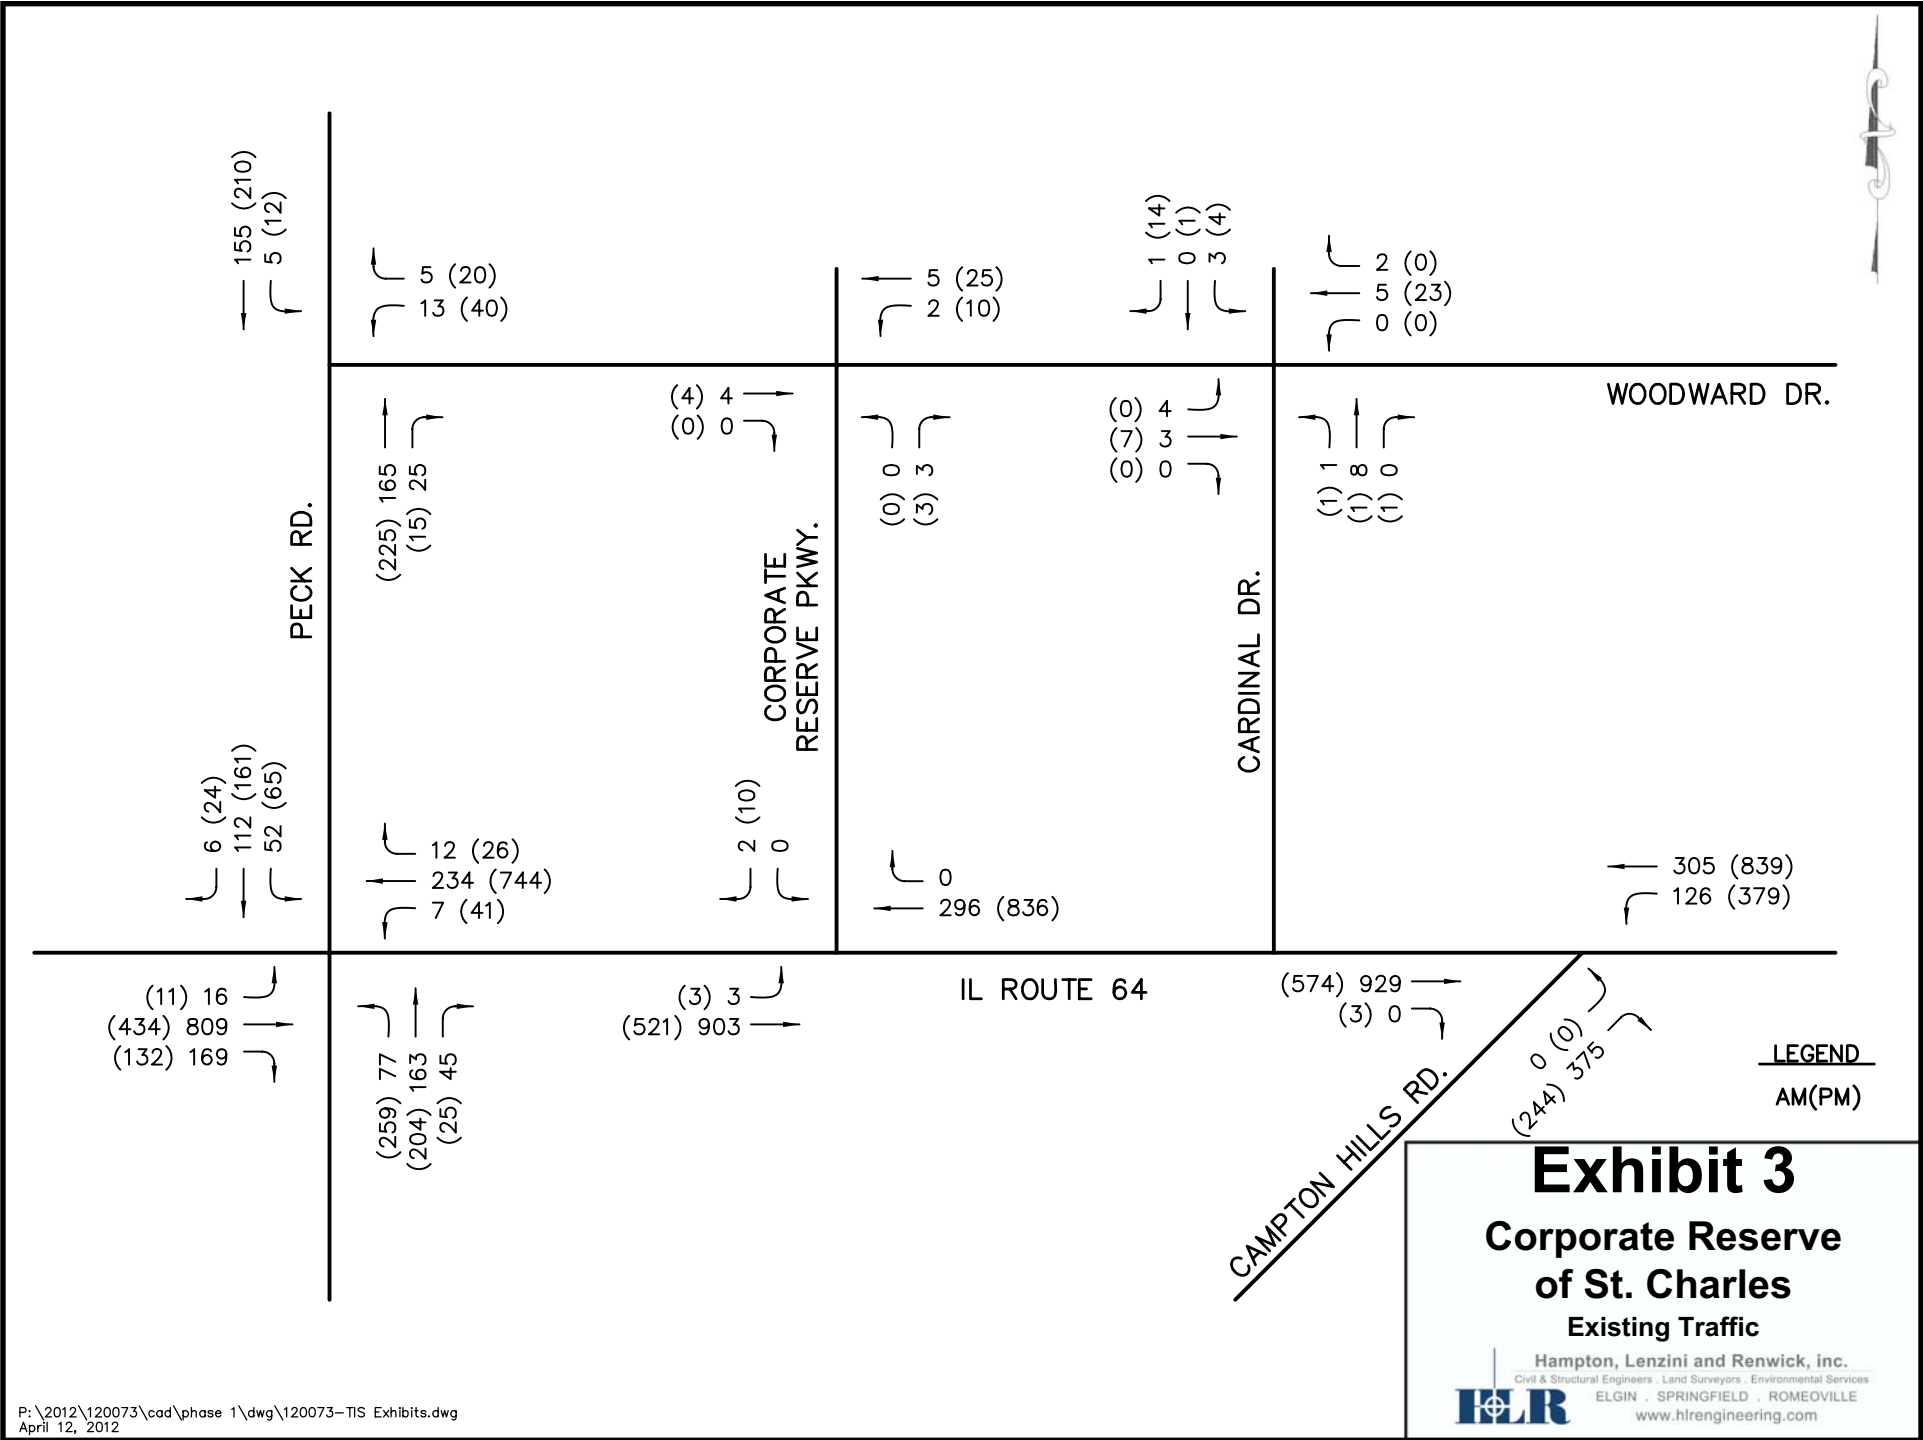 155 (210)
5 (12)
5 (20)
13 (40)
5 (25)
2 (10)
1 (14)
0 (1)
3 (4)
2 (0)
5 (23)
0 (0)
WOODWARD DR.
(225) 165
(15) 25
(4) 4
(0) 0
(0) 0
(3) 3
(0) 4
(7) 3
(0) 0
(1) 1
(1) 8
(1) 0
PECK RD.
CORPORATE
RESERVE PKWY.
CARDINAL DR.
6 (24)
112 (161)
52 (65)
12 (26)
234 (744)
7 (41)
2 (10)
0
0
296 (836)
305 (839)
126 (379)
(11) 16
(434) 809
(132) 169
(259) 77
(204) 163
(25) 45
(3) 3
(521) 903
IL ROUTE 64
(574) 929
(3) 0
0 (0)
(244) 375
CAMPTON HILLS RD.
LEGEND
AM(PM)
Exhibit 3
Corporate Reserve
of St. Charles
Existing Traffic
Hampton, Lenzini and Renwick, inc.
Civil & Structural Engineers . Land Surveyors . Environmental Services
HLR
ELGIN . SPRINGFIELD . ROMEOVILLE
www.hlrengineering.com
P:\2012\120073\cad\phase 1\dwg\120073-TIS Exhibits.dwg
April 12, 2012